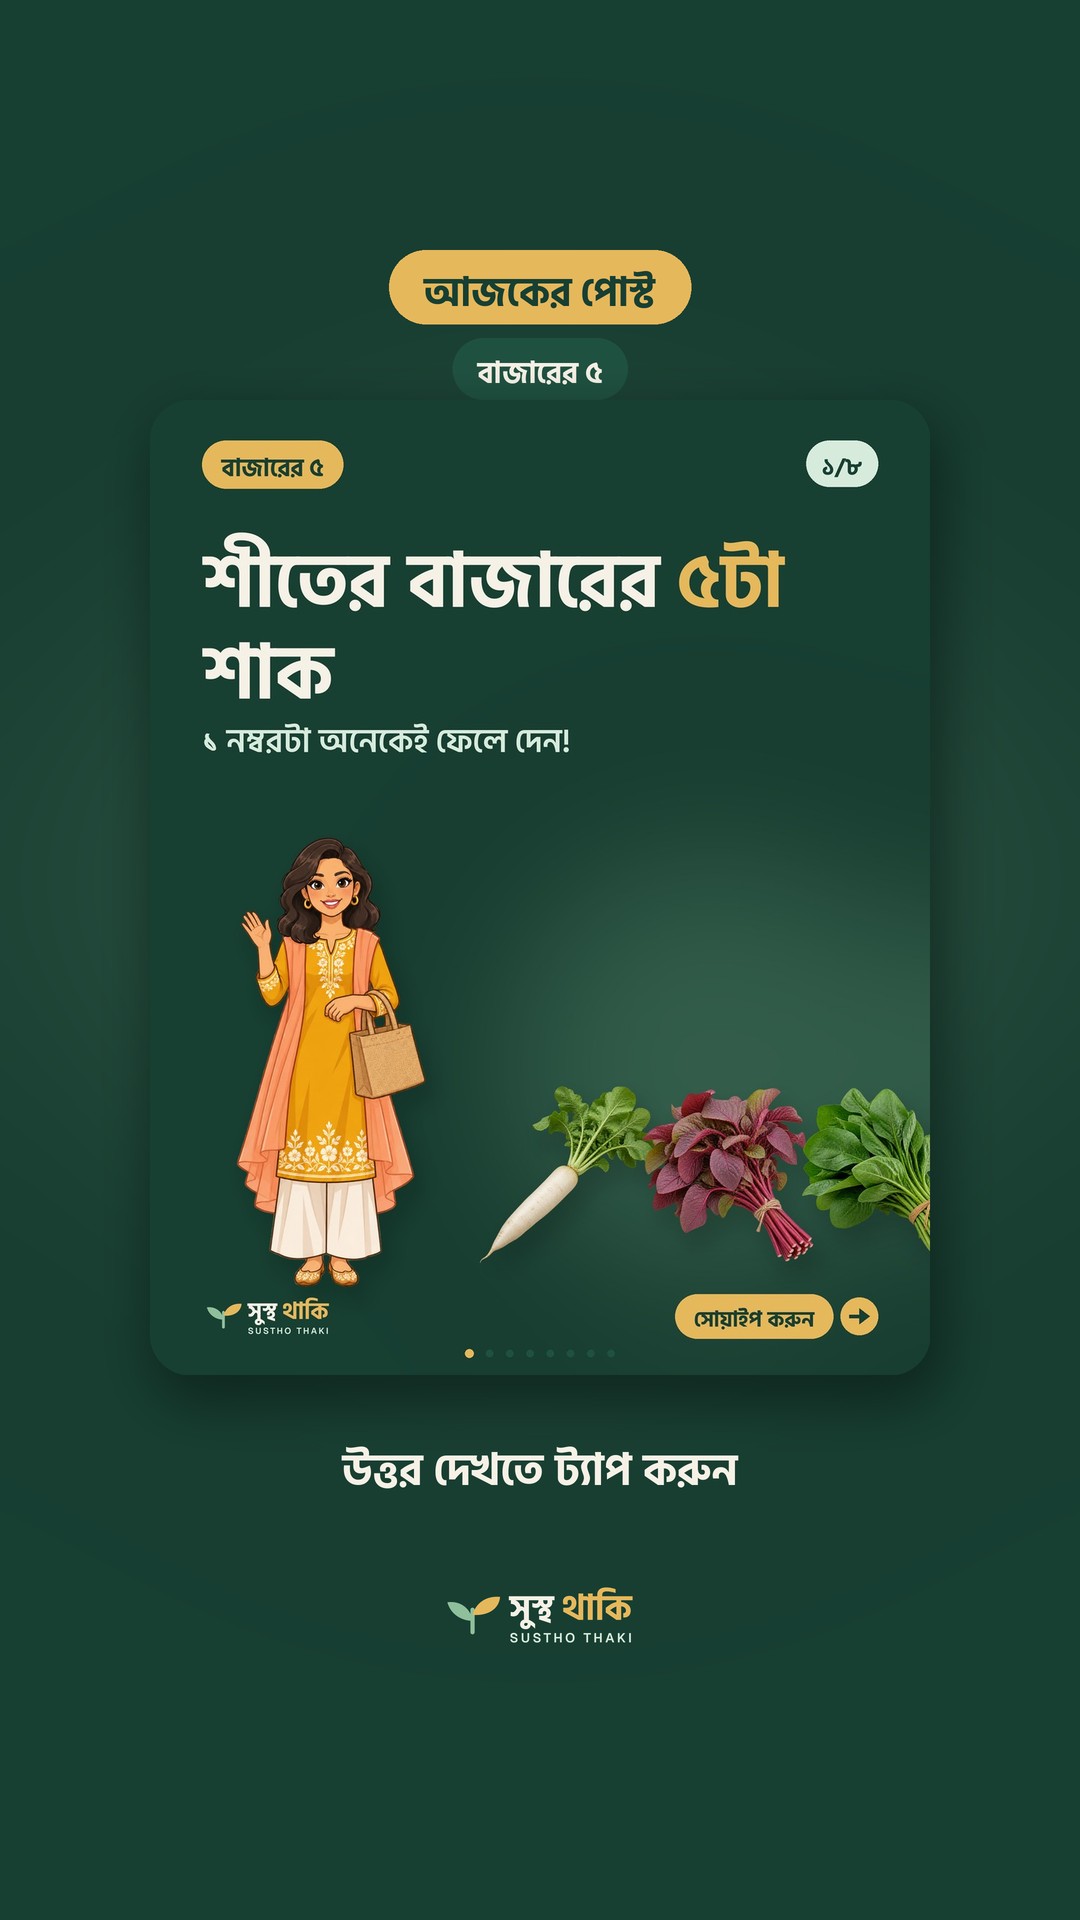 আজকের পোস্ট
বাজারের ৫
বাজারের ৫
১/৮
শীতের বাজারের ৫টা
শাক
১ নম্বরটা অনেকেই ফেলে দেন!
সুস্থ থাকি
SUSTHO THAKI
সোয়াইপ করুন
উত্তর দেখতে ট্যাপ করুন
সুস্থ থাকি
SUSTHO THAKI